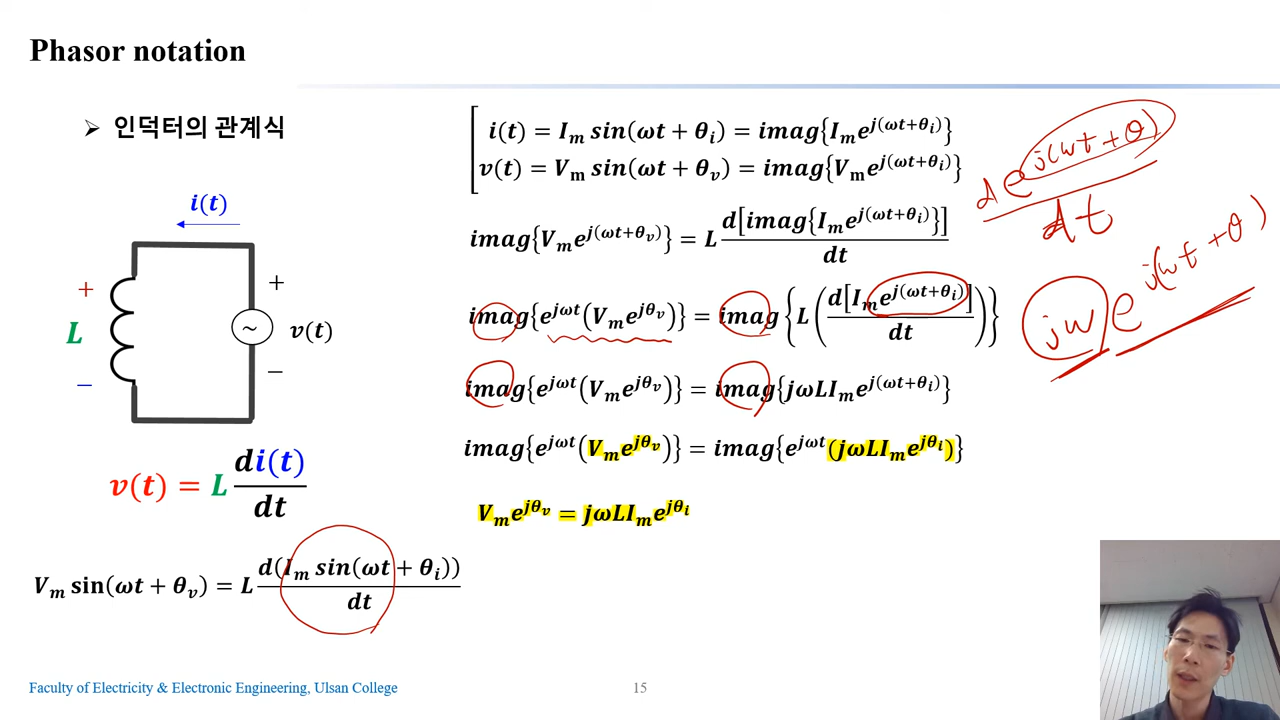 Phasor notation
➢ 인덕터의 관계식
i(t)
+
L
−
+
~
v(t)
−
v(t) = L di(t)/dt
V_m sin(ωt + θ_v) = L d(I_m sin(ωt + θ_i))/dt
i(t) = I_m sin(ωt + θ_i) = imag{I_m e^{j(ωt+θ_i)}}
v(t) = V_m sin(ωt + θ_v) = imag{V_m e^{j(ωt+θ_i)}}
imag{V_m e^{j(ωt+θ_v)}} = L d[imag{I_m e^{j(ωt+θ_i)}}]/dt
imag{e^{jωt}(V_m e^{jθ_v})} = imag{L(d[I_m e^{j(ωt+θ_i)}]/dt)}
imag{e^{jωt}(V_m e^{jθ_v})} = imag{jωLI_m e^{j(ωt+θ_i)}}
imag{e^{jωt}(V_m e^{jθ_v})} = imag{e^{jωt}(jωLI_m e^{jθ_i})}
V_m e^{jθ_v} = jωLI_m e^{jθ_i}
d e^{j(wt+θ)}
dt
jw e^{j(wt+θ)}
Faculty of Electricity & Electronic Engineering, Ulsan College
15